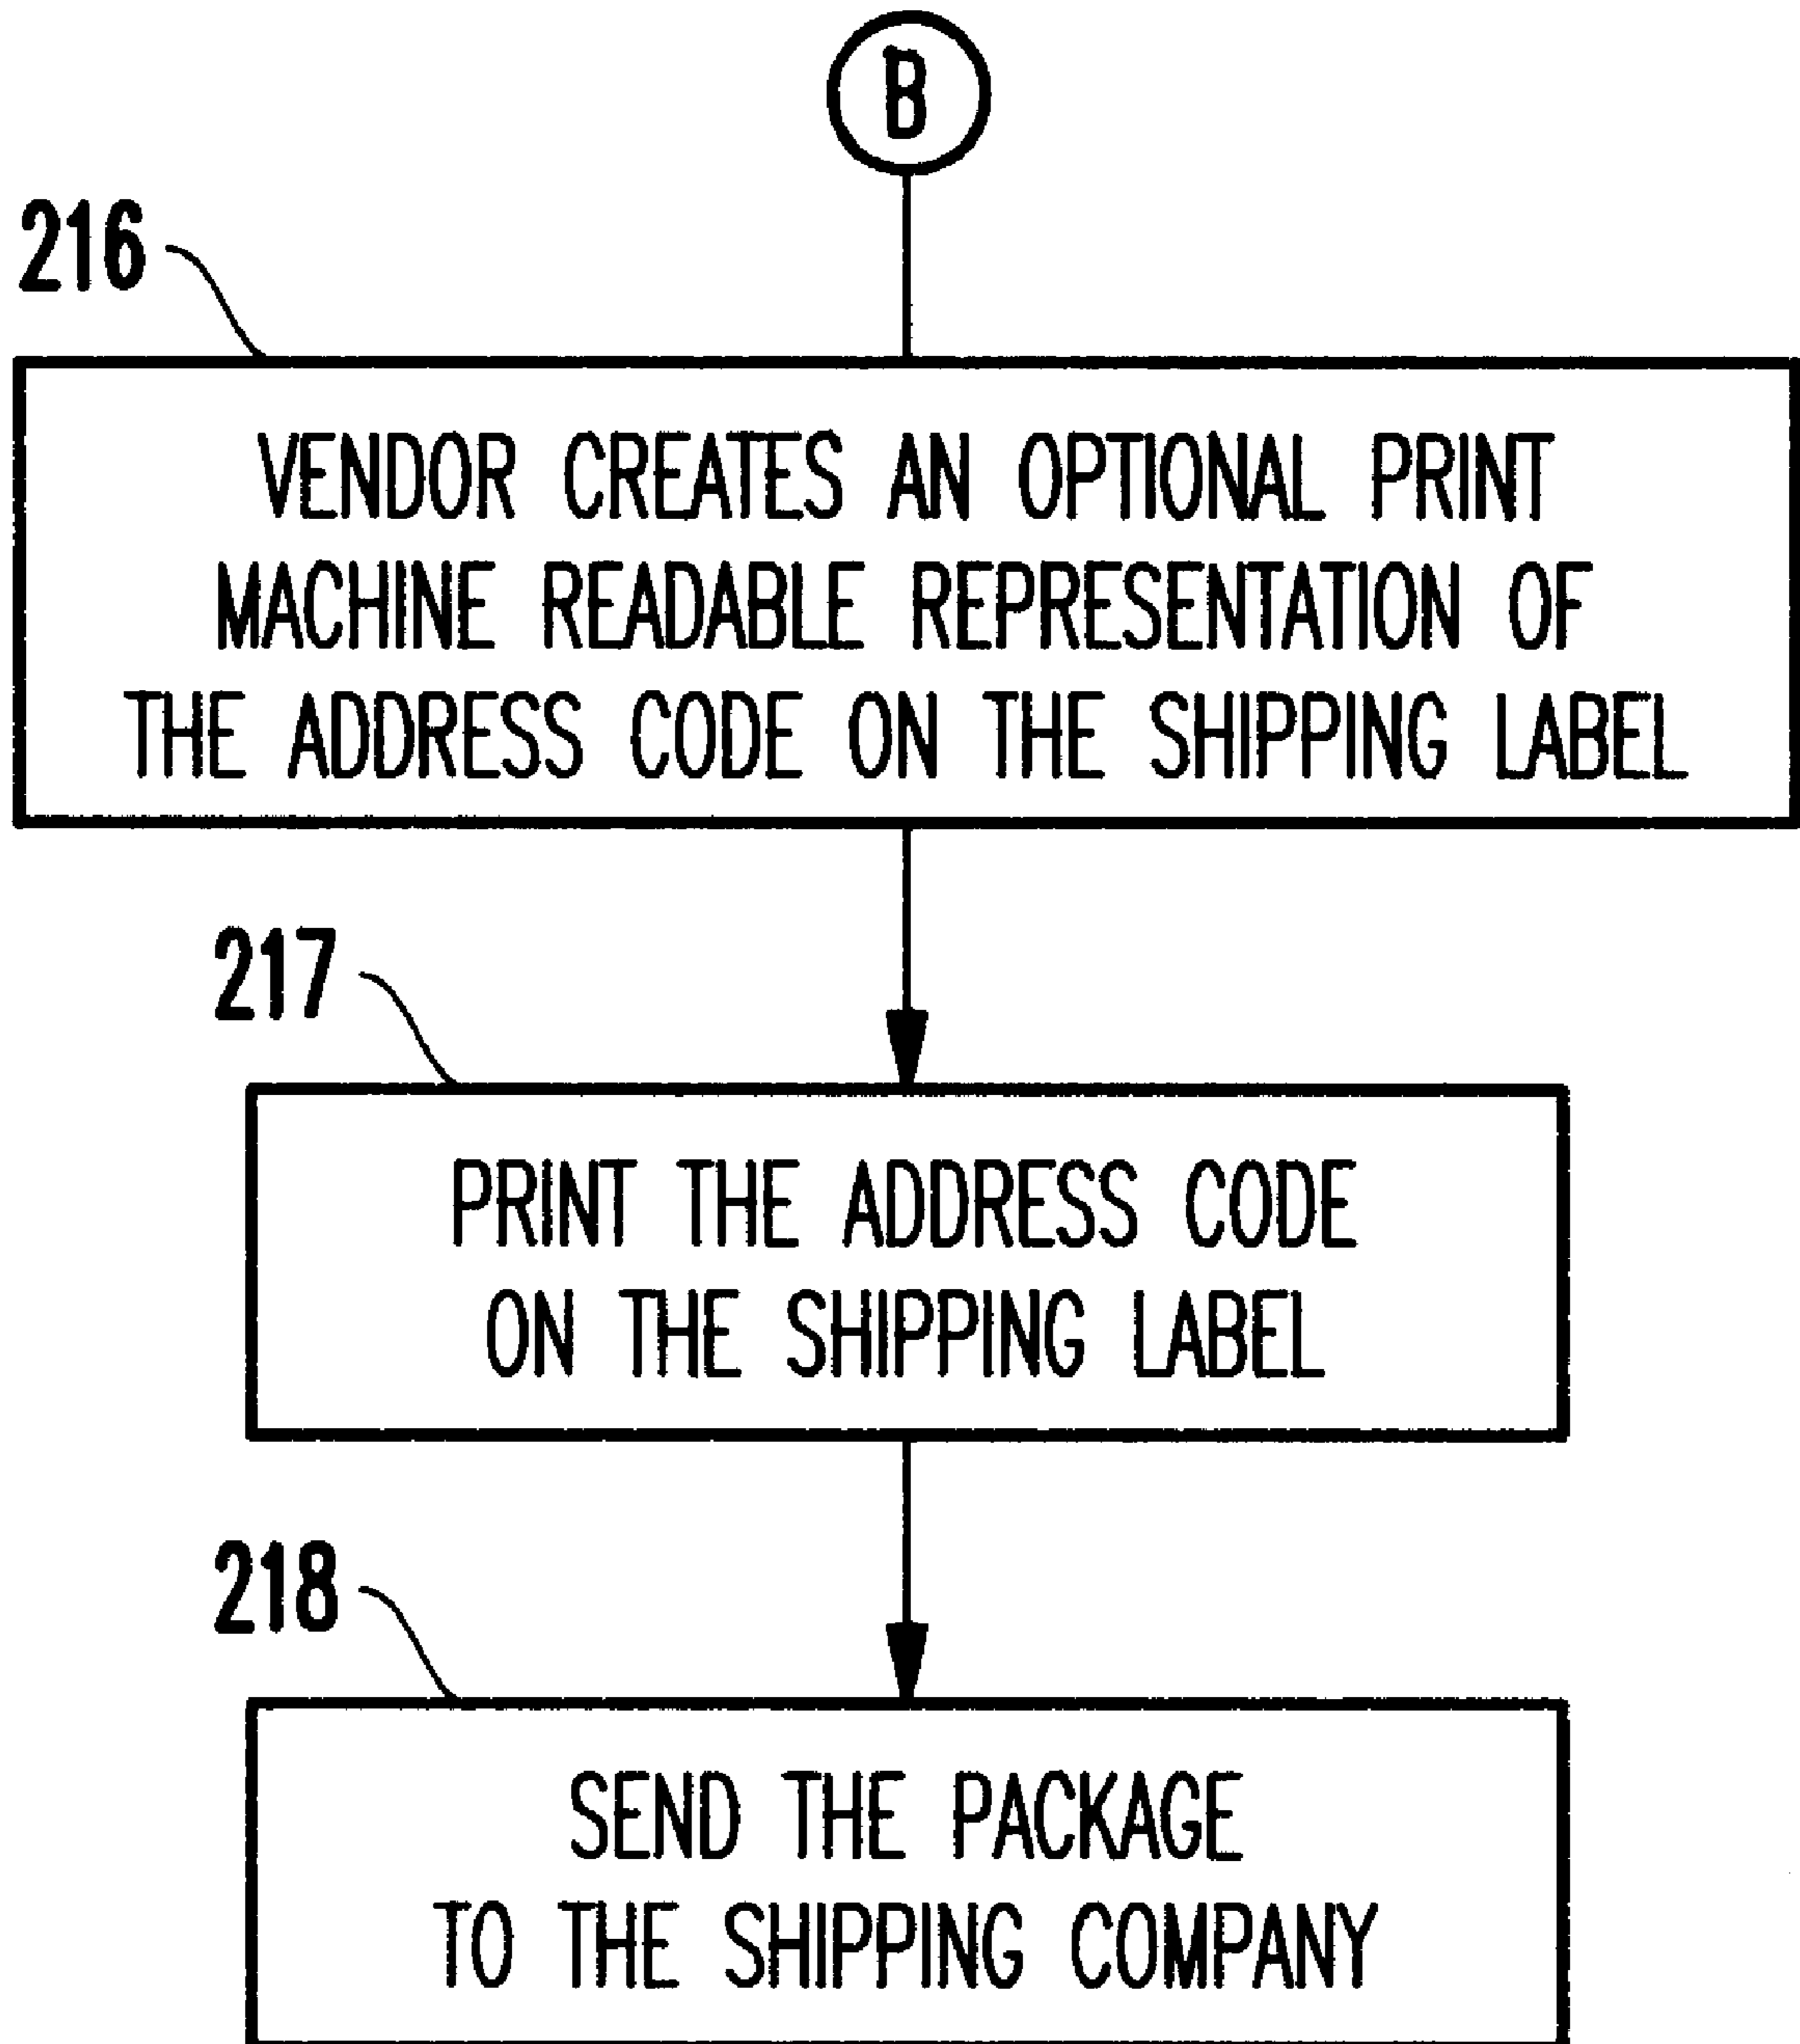 B
216
VENDOR CREATES AN OPTIONAL PRINT
MACHINE READABLE REPRESENTATION OF
THE ADDRESS CODE ON THE SHIPPING LABEL
217
PRINT THE ADDRESS CODE
ON THE SHIPPING LABEL
218
SEND THE PACKAGE
TO THE SHIPPING COMPANY